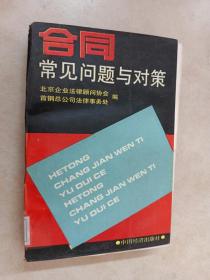 合同
常见问题与对策
北京企业法律顾问协会
首钢总公司法律事务处 编
HETONG
CHANG JIAN WEN TI
YU DUI CE
HETONG
CHANG JIAN WEN TI
YU DUI CE
中国经济出版社